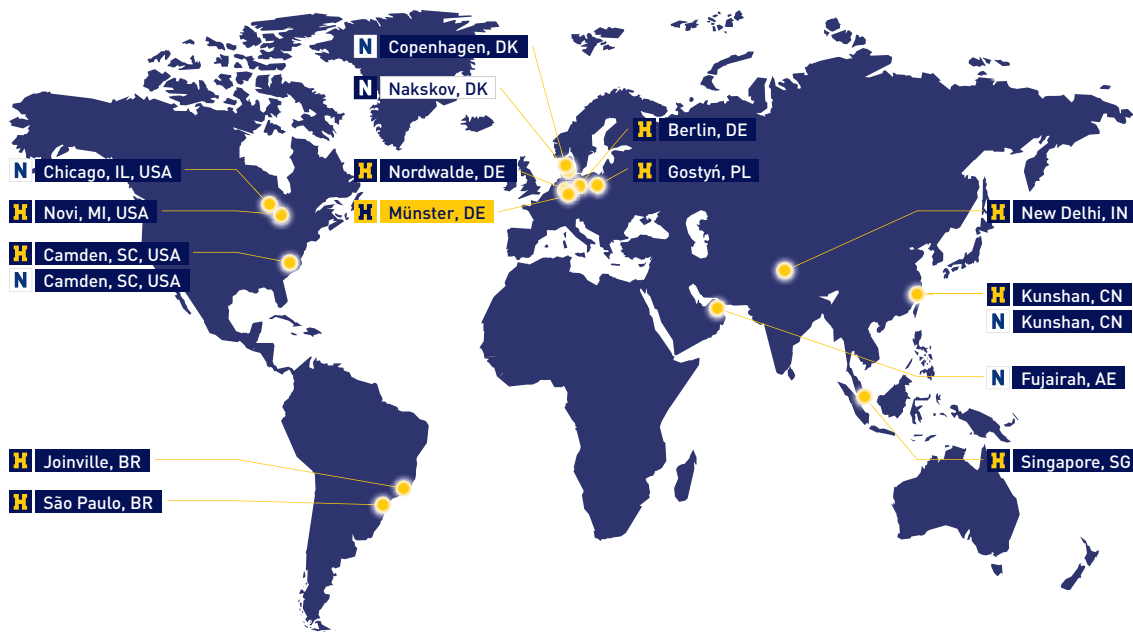 N Copenhagen, DK
N Nakskov, DK
H Berlin, DE
N Chicago, IL, USA
H Nordwalde, DE
H Gostyń, PL
H Novi, MI, USA
H Münster, DE
H New Delhi, IN
H Camden, SC, USA
N Camden, SC, USA
H Kunshan, CN
N Kunshan, CN
N Fujairah, AE
H Joinville, BR
H Singapore, SG
H São Paulo, BR